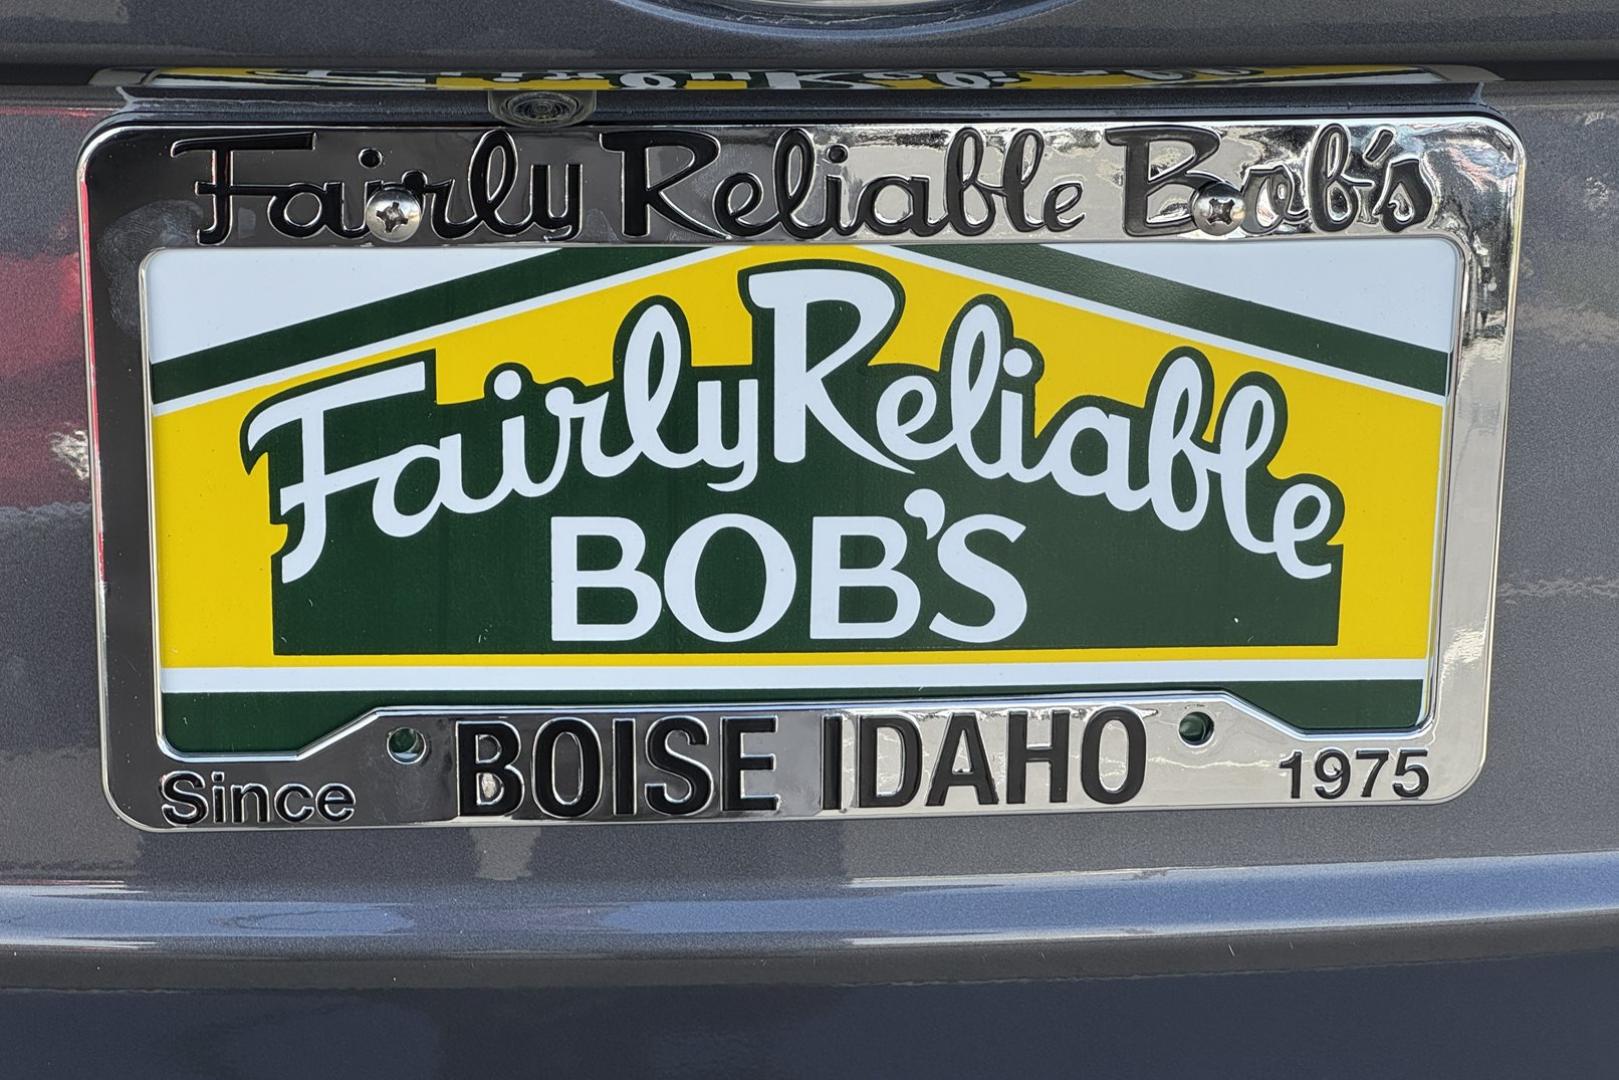 Fairly Reliable Bob's
Fairly Reliable
BOB'S
BOISE IDAHO
Since 1975